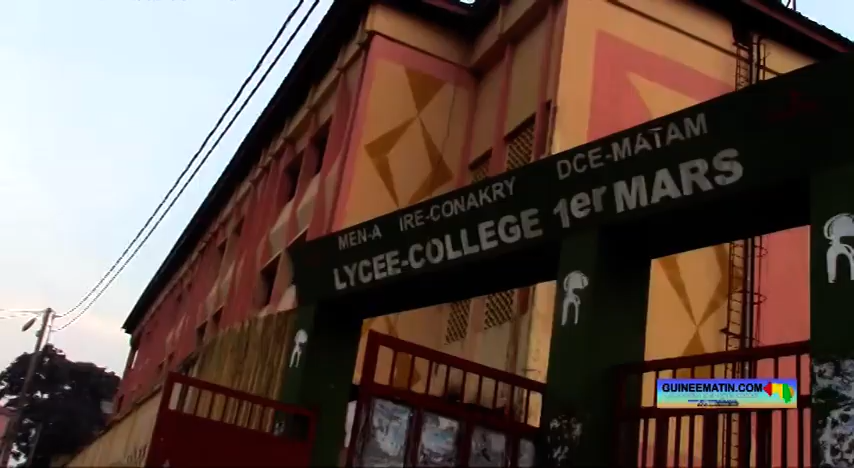 MEN-A IRE-CONAKRY DCE-MATAM
LYCEE-COLLEGE 1er MARS
GUINEEMATIN.COM